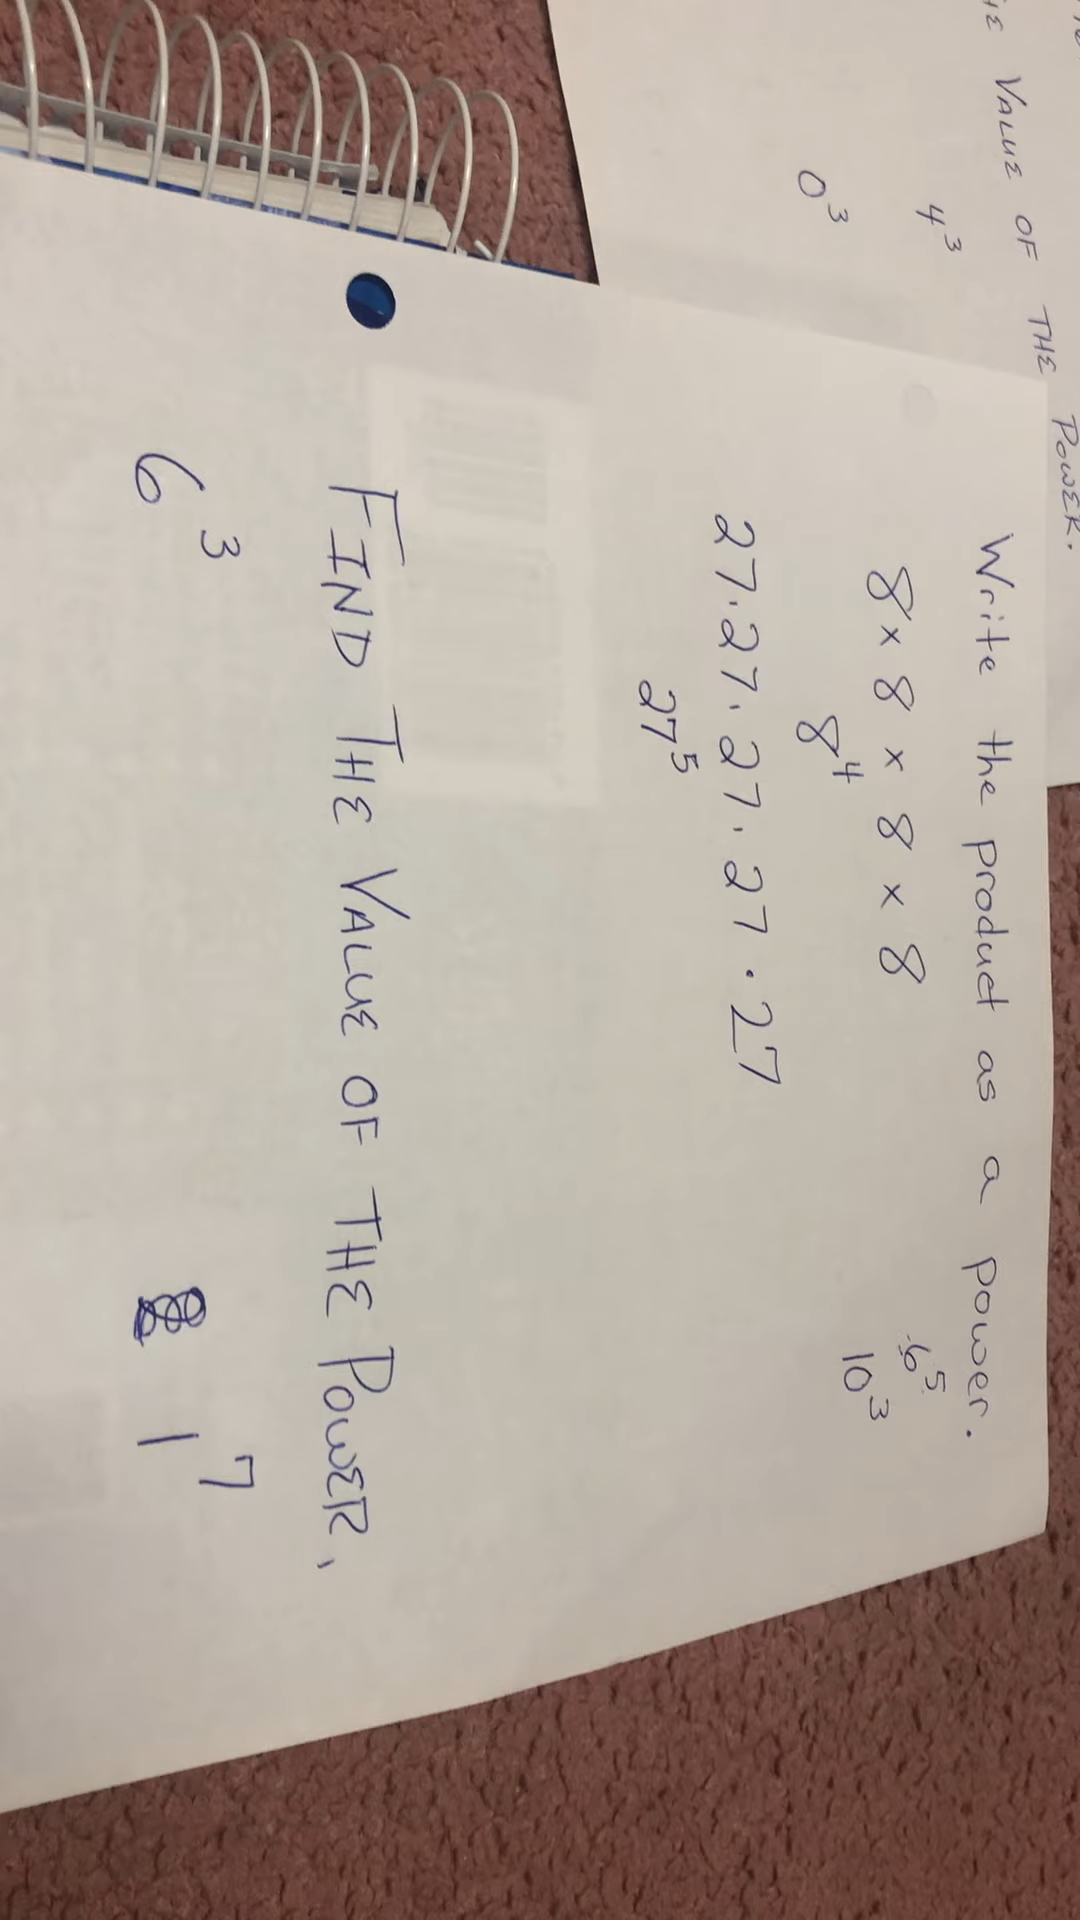 HE VALUE OF THE POWER.
4³
0³
Write the product as a power.
8 x 8 x 8 x 8
6⁵
8⁴
10³
27·27·27·27·27
27⁵
FIND THE VALUE OF THE POWER.
6³ 1⁷